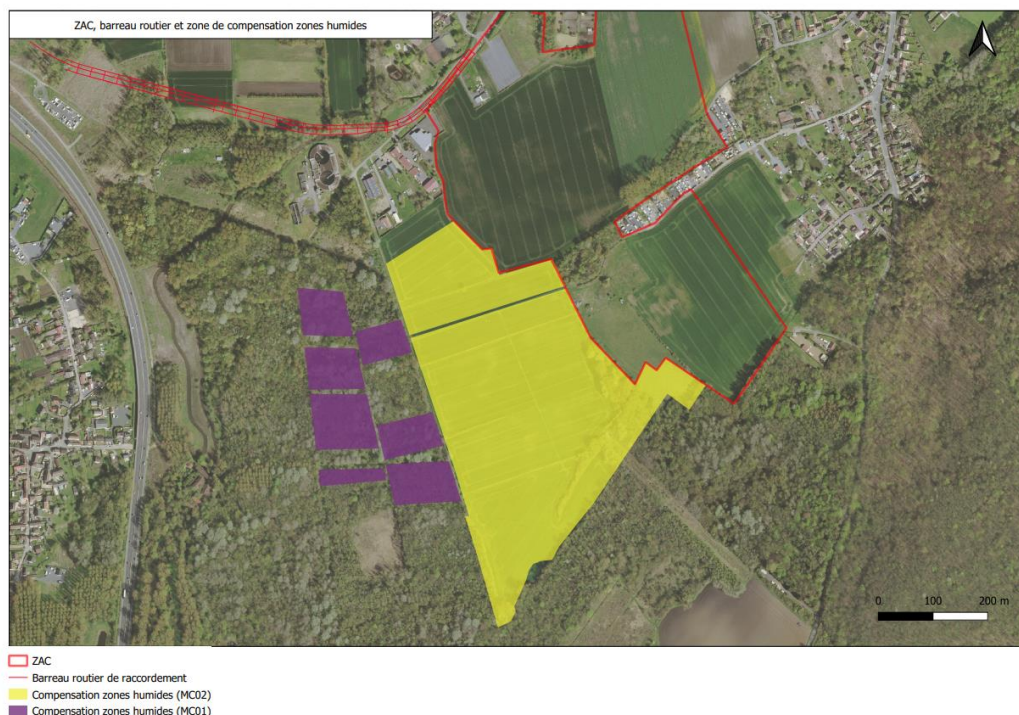 ZAC, barreau routier et zone de compensation zones humides
0 100 200 m
ZAC
Barreau routier de raccordement
Compensation zones humides (MC02)
Compensation zones humides (MC01)